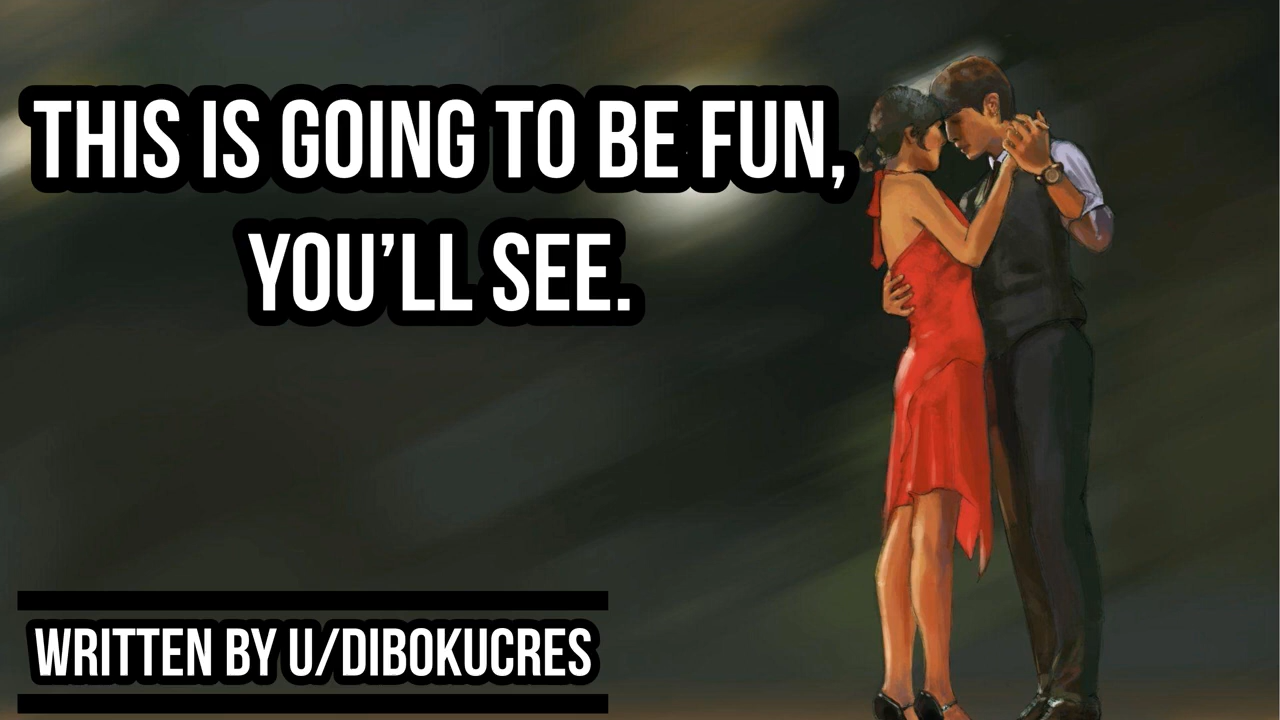 THIS IS GOING TO BE FUN,
YOU'LL SEE.
WRITTEN BY U/DIBOKUCRES